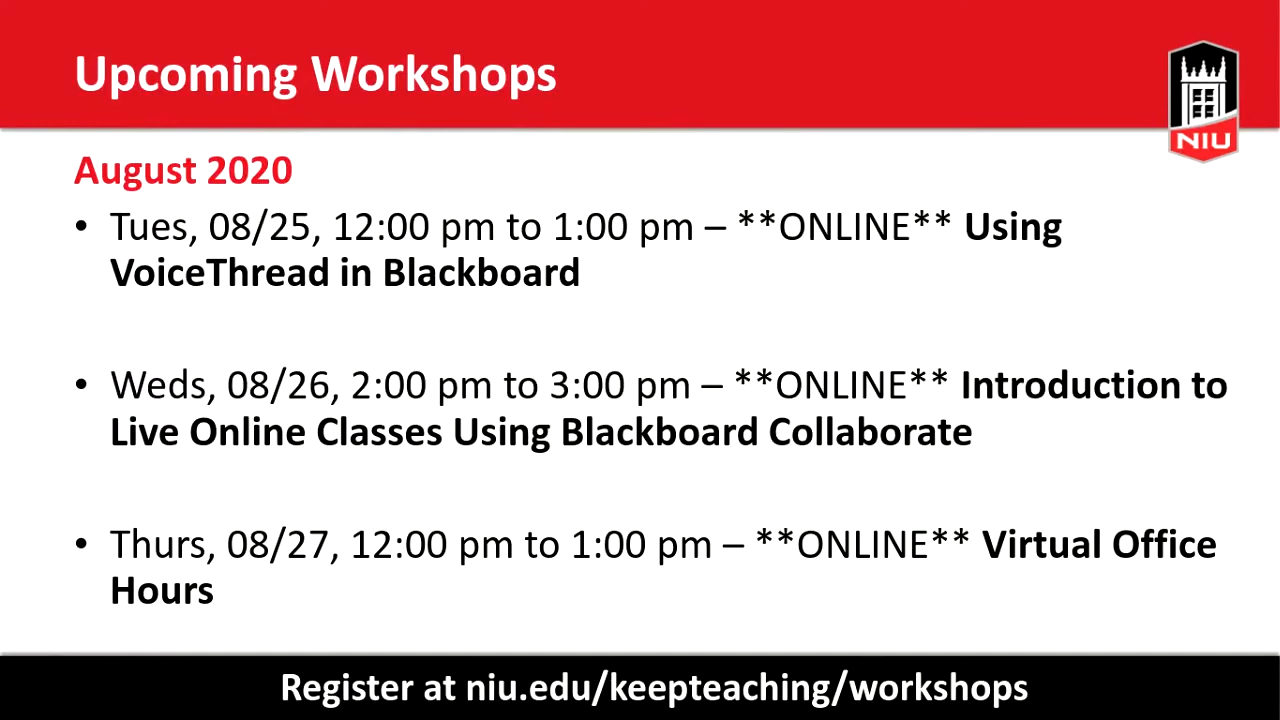 Upcoming Workshops
NIU
August 2020
• Tues, 08/25, 12:00 pm to 1:00 pm – **ONLINE** Using
VoiceThread in Blackboard
• Weds, 08/26, 2:00 pm to 3:00 pm – **ONLINE** Introduction to
Live Online Classes Using Blackboard Collaborate
• Thurs, 08/27, 12:00 pm to 1:00 pm – **ONLINE** Virtual Office
Hours
Register at niu.edu/keepteaching/workshops